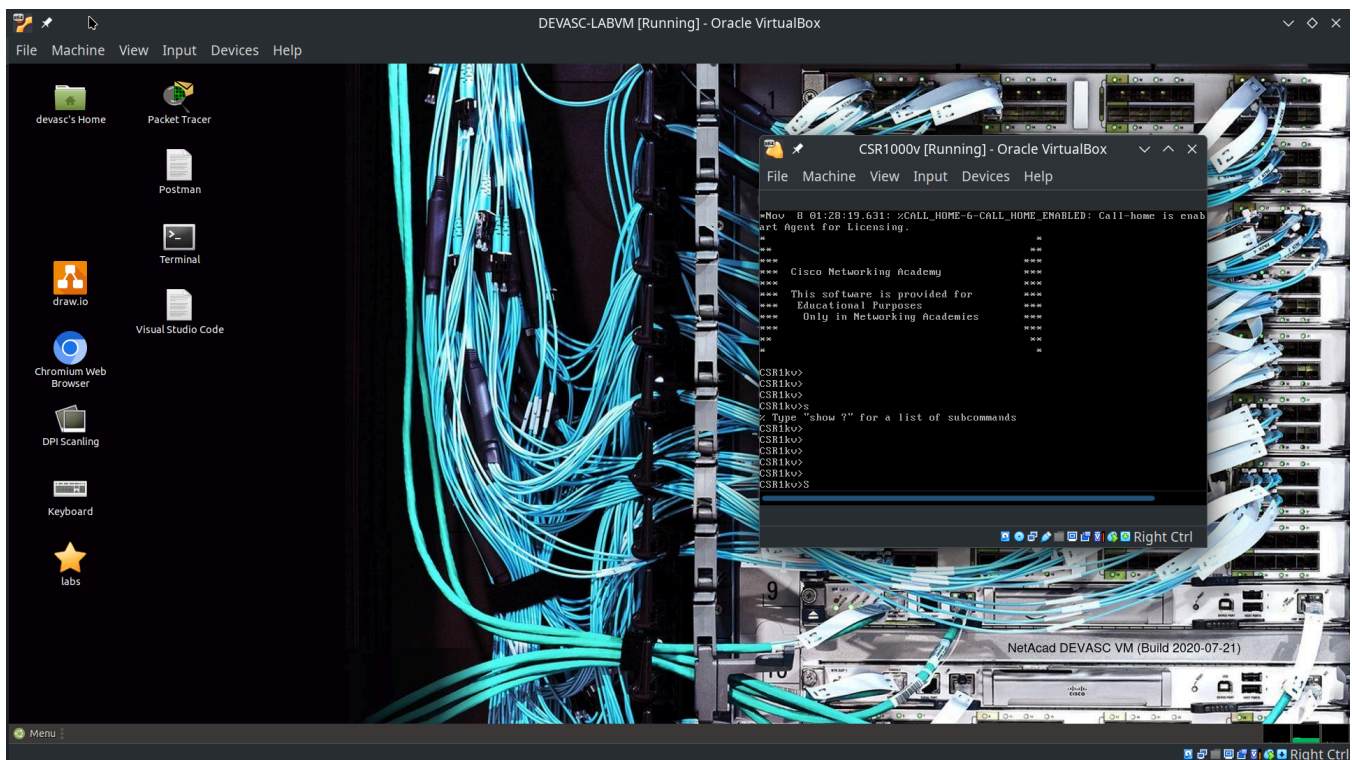 DEVASC-LABVM [Running] - Oracle VirtualBox
File Machine View Input Devices Help
devasc's Home
Packet Tracer
Postman
Terminal
draw.io
Visual Studio Code
Chromium Web
Browser
DPI Scanling
Keyboard
labs
1
CSR1000v [Running] - Oracle VirtualBox
File Machine View Input Devices Help
*Nov 8 01:28:19.631: %CALL_HOME-6-CALL_HOME_ENABLED: Call-home is enab
art Agent for Licensing.
* *
** **
*** ***
*** Cisco Networking Academy ***
*** ***
*** This software is provided for ***
*** Educational Purposes ***
*** Only in Networking Academies ***
*** ***
** **
* *
CSR1kv>
CSR1kv>
CSR1kv>
CSR1kv>s
% Type "show ?" for a list of subcommands
CSR1kv>
CSR1kv>
CSR1kv>
CSR1kv>
CSR1kv>
CSR1kv>S
Right Ctrl
9
NetAcad DEVASC VM (Build 2020-07-21)
10
CISCO
Menu
Right Ctrl